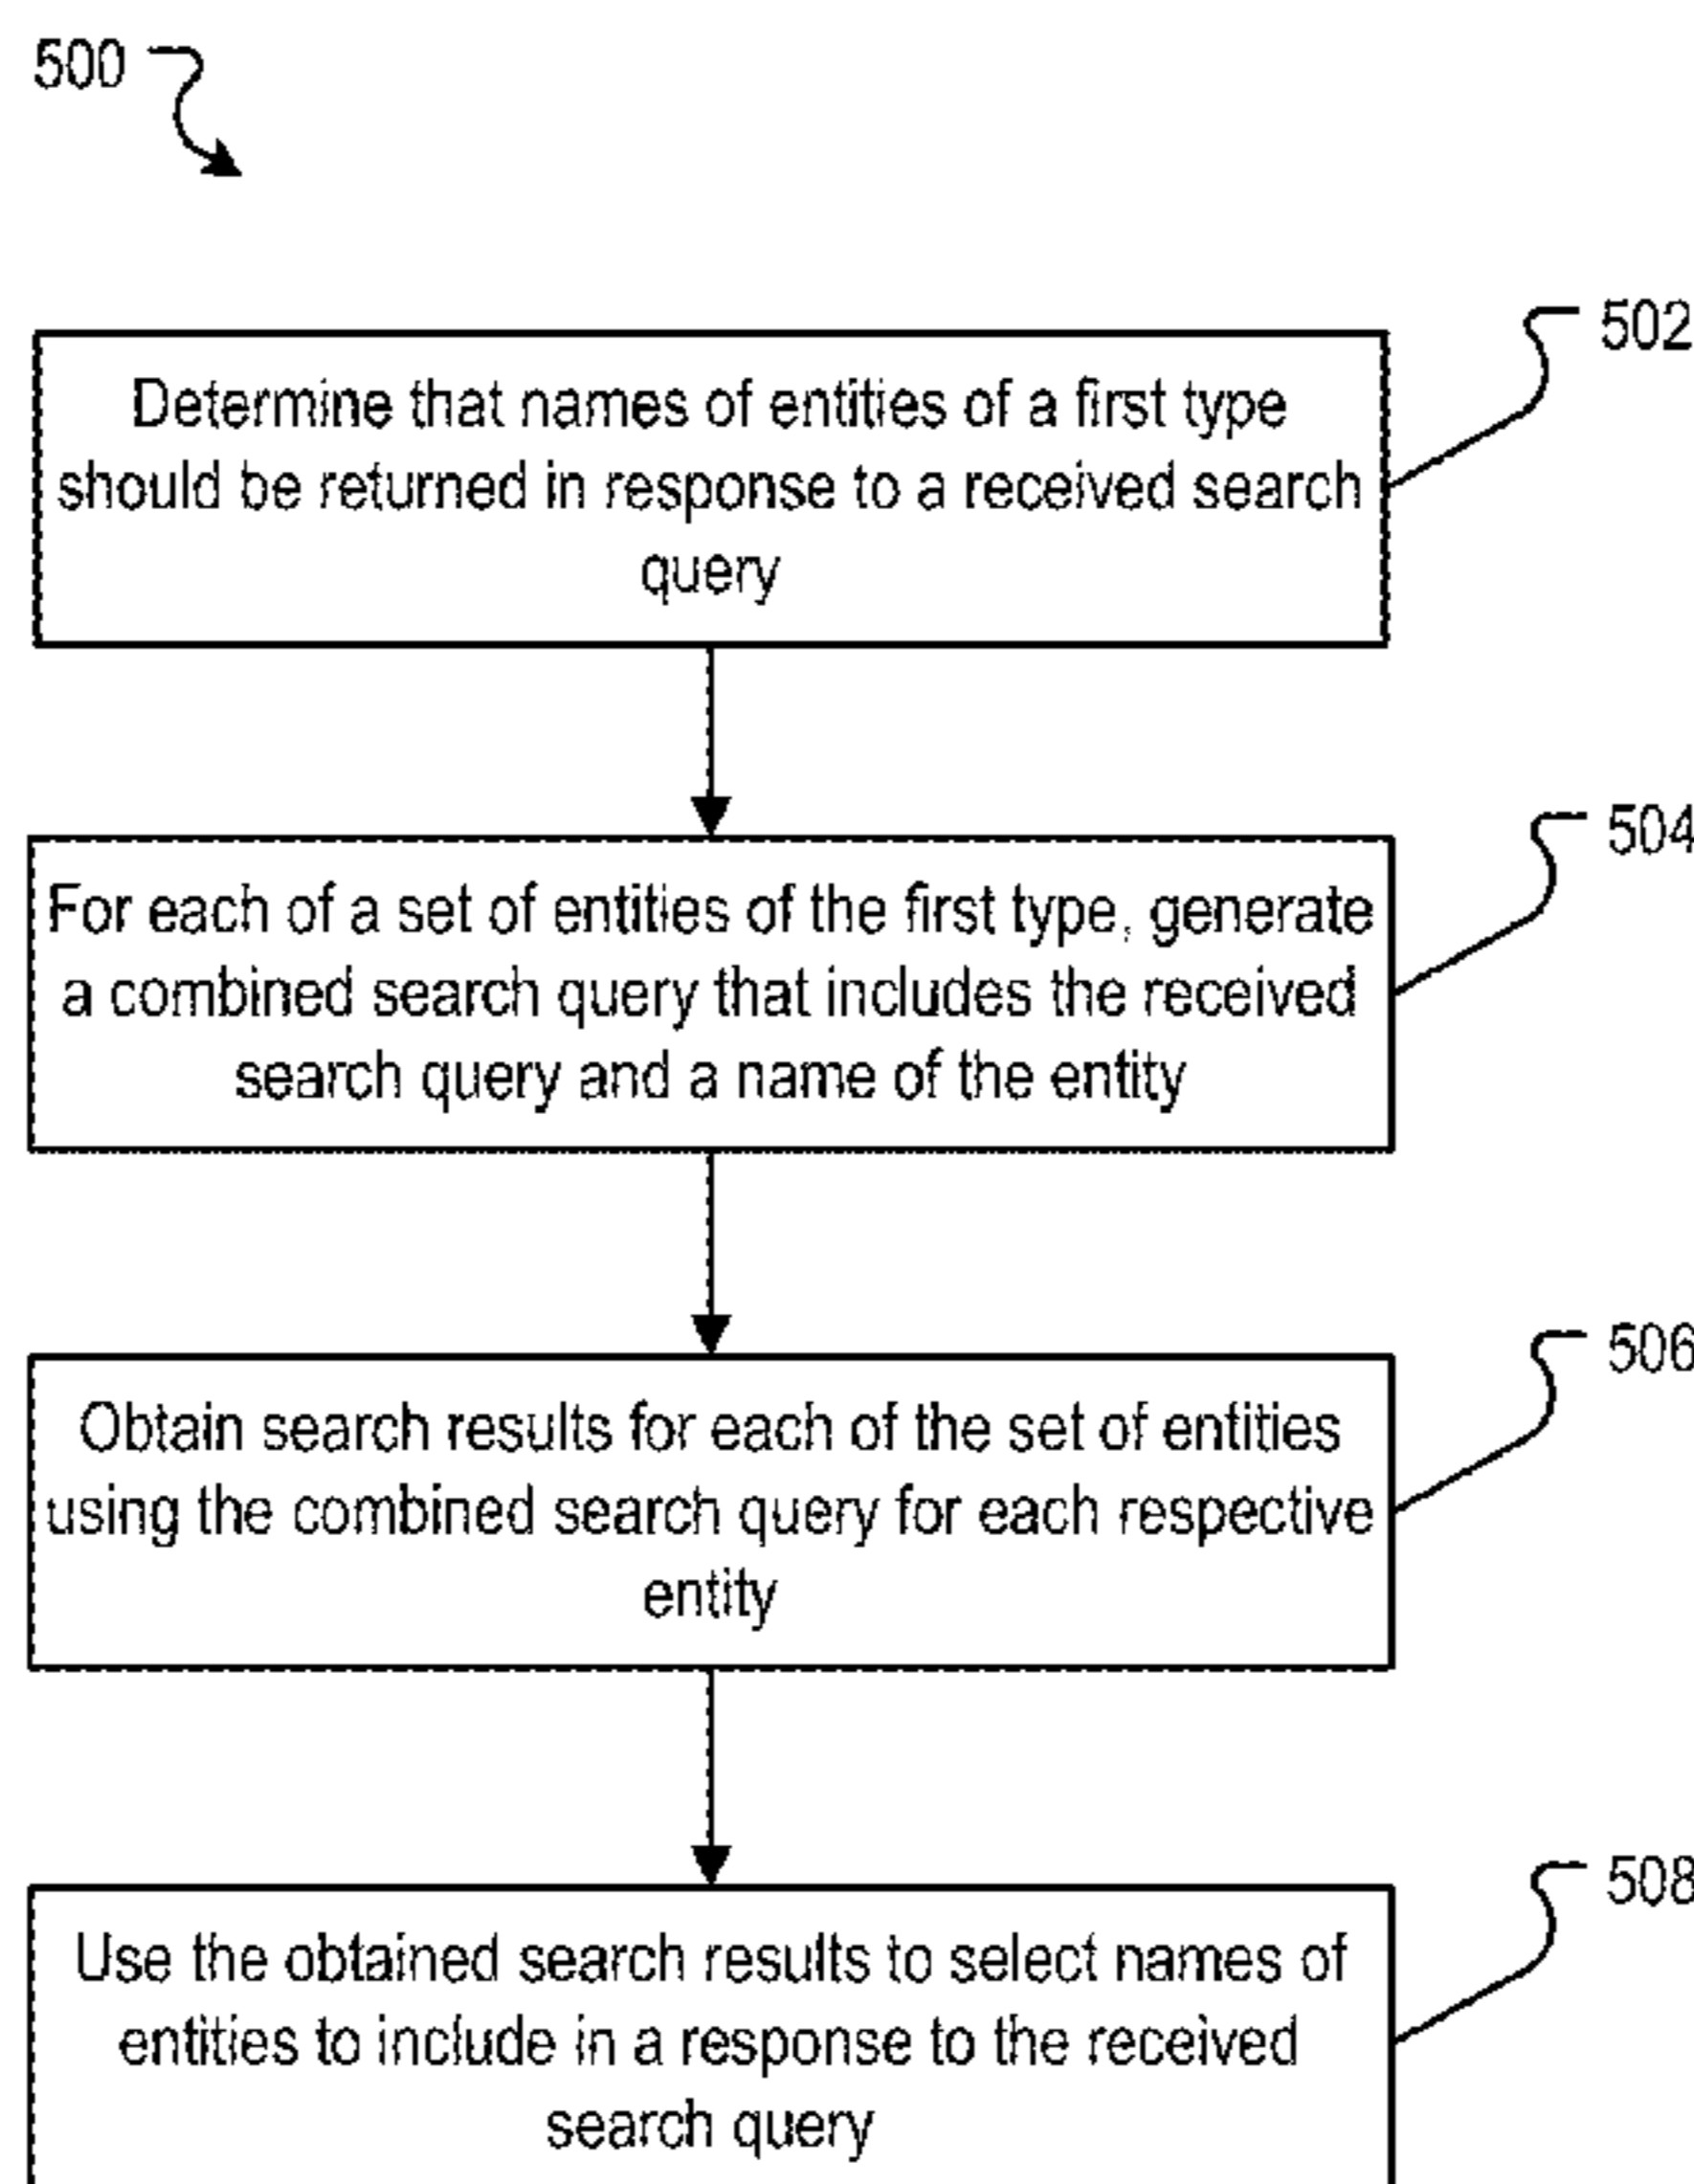 500
502
Determine that names of entities of a first type
should be returned in response to a received search
query
504
For each of a set of entities of the first type, generate
a combined search query that includes the received
search query and a name of the entity
506
Obtain search results for each of the set of entities
using the combined search query for each respective
entity
508
Use the obtained search results to select names of
entities to include in a response to the received
search query